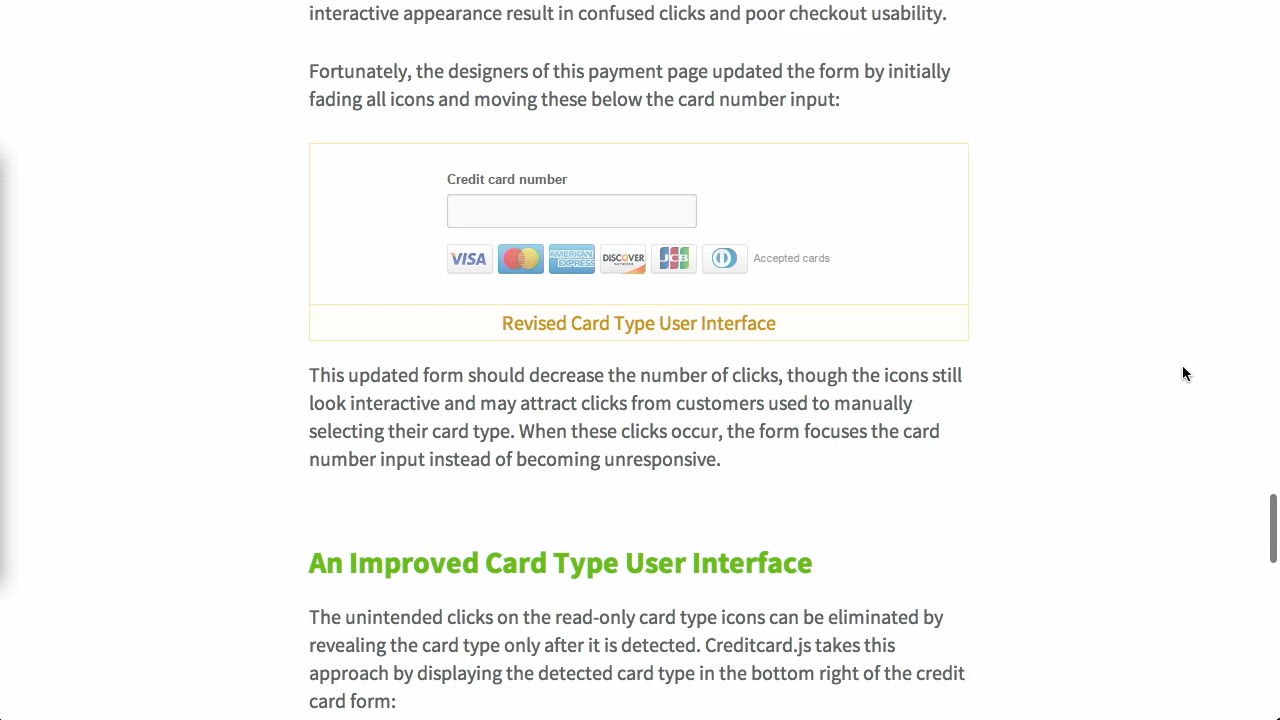 interactive appearance result in confused clicks and poor checkout usability.
Fortunately, the designers of this payment page updated the form by initially
fading all icons and moving these below the card number input:
Credit card number
VISA AMERICAN EXPRESS DISCOVER NETWORK JCB Accepted cards
Revised Card Type User Interface
This updated form should decrease the number of clicks, though the icons still
look interactive and may attract clicks from customers used to manually
selecting their card type. When these clicks occur, the form focuses the card
number input instead of becoming unresponsive.
An Improved Card Type User Interface
The unintended clicks on the read-only card type icons can be eliminated by
revealing the card type only after it is detected. Creditcard.js takes this
approach by displaying the detected card type in the bottom right of the credit
card form: